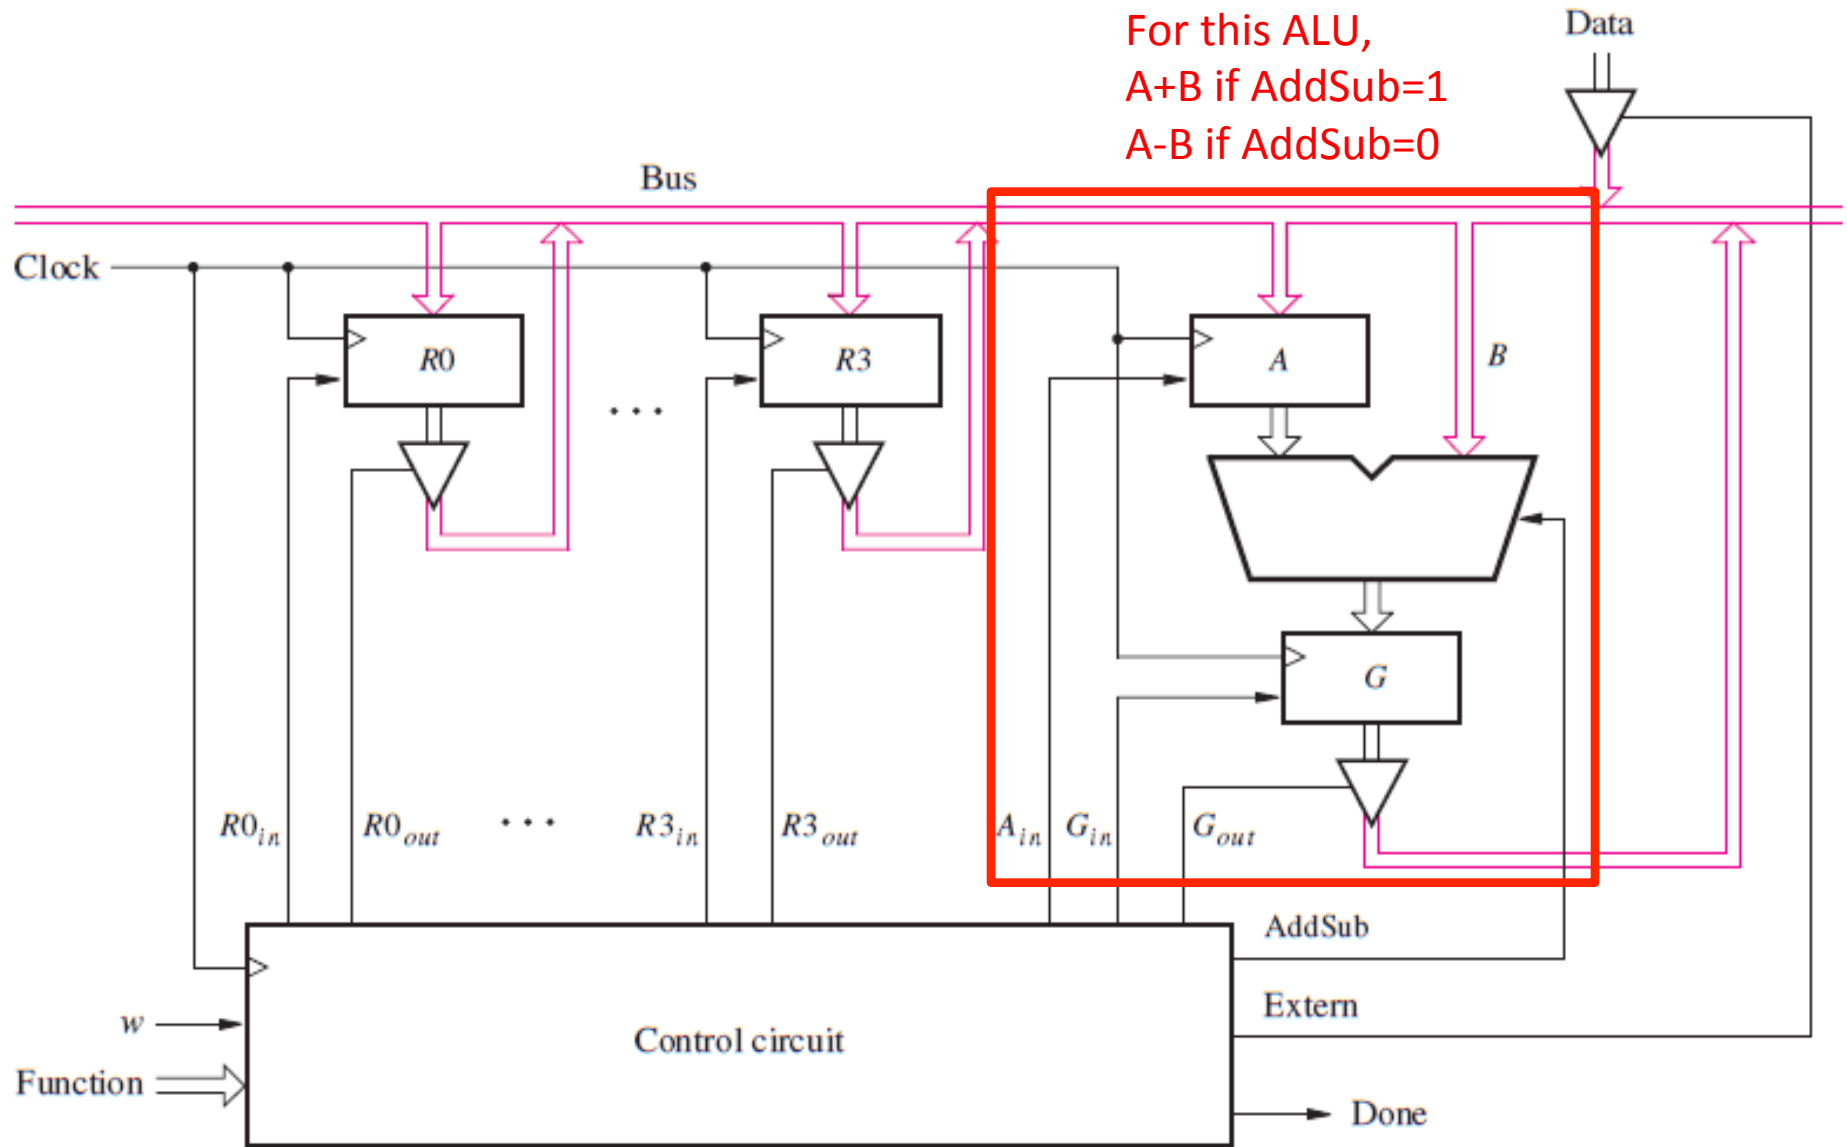 For this ALU,
A+B if AddSub=1
A-B if AddSub=0
Data
Bus
Clock
R0
R3
A
B
G
R0in
R0out
R3in
R3out
Ain
Gin
Gout
AddSub
Extern
w
Control circuit
Function
Done